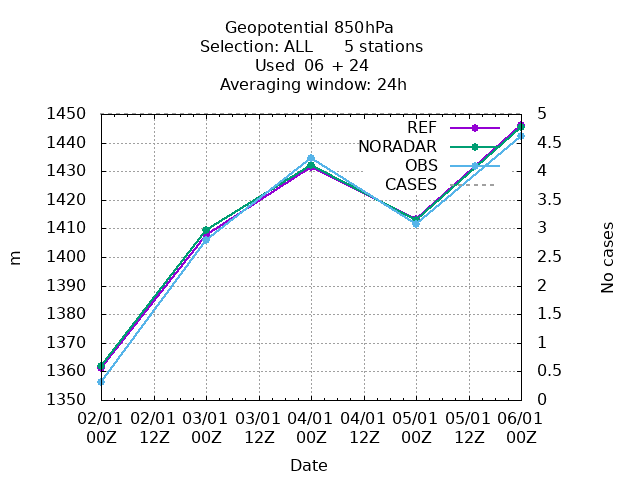 Geopotential 850hPa
Selection: ALL      5 stations
Used  06 + 24
Averaging window: 24h
1450
1440
1430
1420
1410
1400
1390
1380
1370
1360
1350
m
REF
NORADAR
OBS
CASES
5
4.5
4
3.5
3
2.5
2
1.5
1
0.5
0
No cases
02/01 02/01 03/01 03/01 04/01 04/01 05/01 05/01 06/01
00Z 12Z 00Z 12Z 00Z 12Z 00Z 12Z 00Z
Date